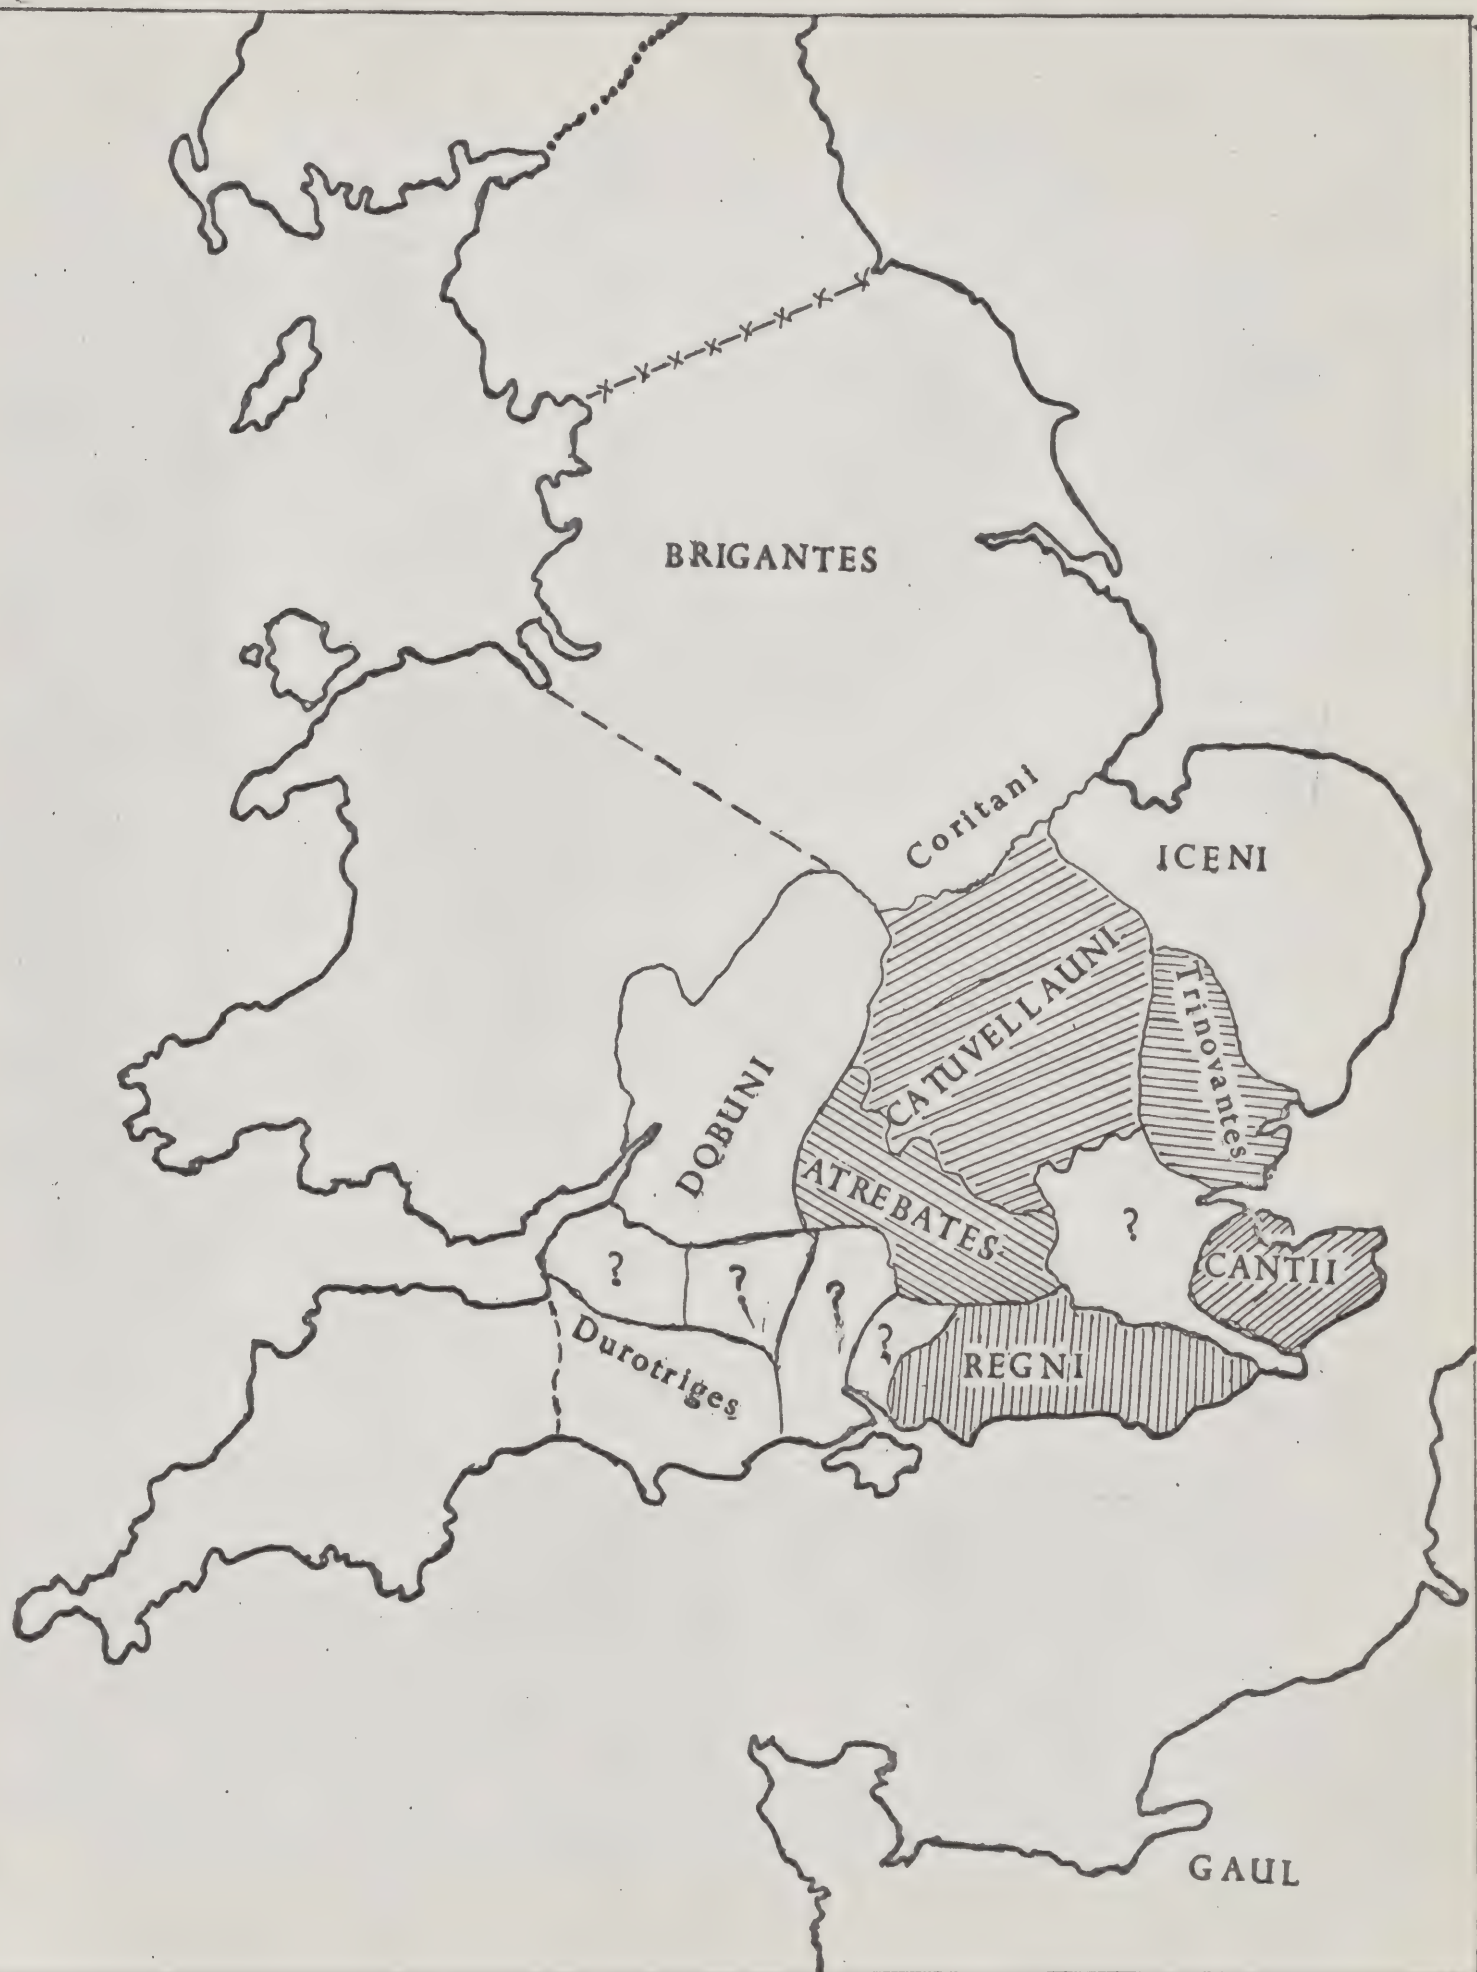 BRIGANTES
Coritani
ICENI
CATUVELLAUNI
Trinovantes
DOBUNI
ATREBATES
?
CANTII
?
?
?
?
REGNI
Durotriges
GAUL